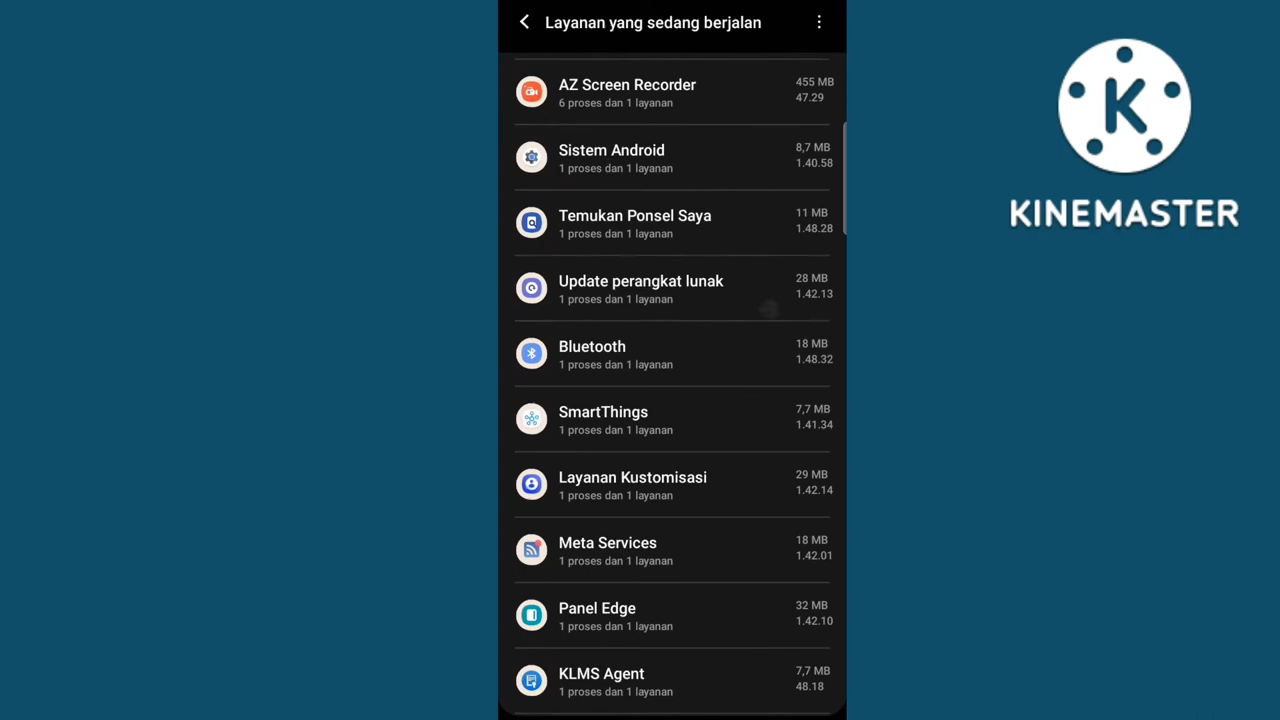 Layanan yang sedang berjalan
AZ Screen Recorder
455 MB
6 proses dan 1 layanan
47.29
Sistem Android
8,7 MB
1 proses dan 1 layanan
1.40.58
Temukan Ponsel Saya
11 MB
1 proses dan 1 layanan
1.48.28
Update perangkat lunak
28 MB
1 proses dan 1 layanan
1.42.13
Bluetooth
18 MB
1 proses dan 1 layanan
1.48.32
SmartThings
7,7 MB
1 proses dan 1 layanan
1.41.34
Layanan Kustomisasi
29 MB
1 proses dan 1 layanan
1.42.14
Meta Services
18 MB
1 proses dan 1 layanan
1.42.01
Panel Edge
32 MB
1 proses dan 1 layanan
1.42.10
KLMS Agent
7,7 MB
1 proses dan 1 layanan
48.18
K
KINEMASTER